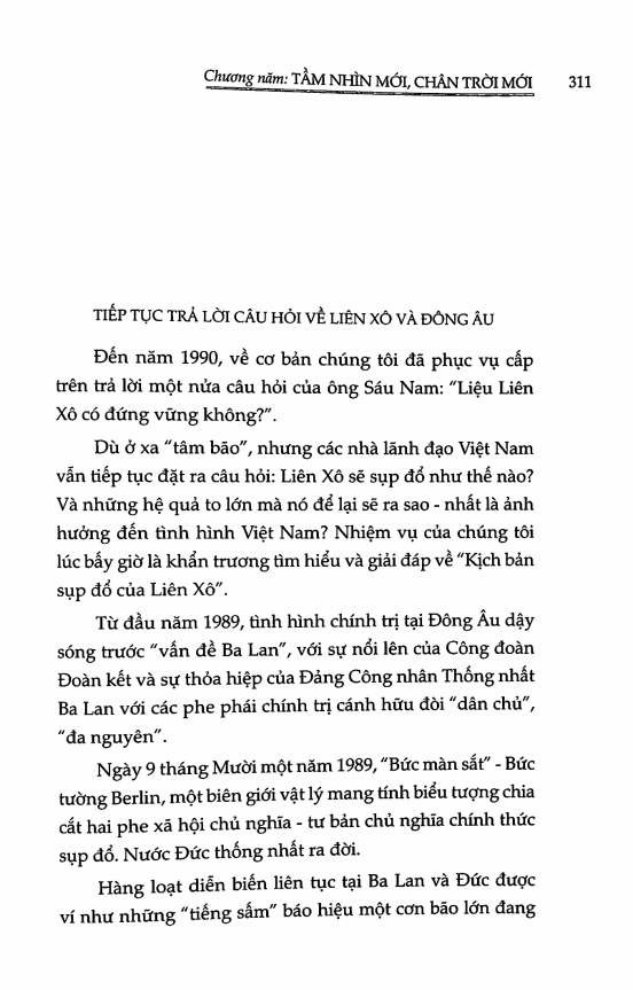 Chương năm: TẦM NHÌN MỚI, CHÂN TRỜI MỚI 311
TIẾP TỤC TRẢ LỜI CÂU HỎI VỀ LIÊN XÔ VÀ ĐÔNG ÂU
Đến năm 1990, về cơ bản chúng tôi đã phục vụ cấp
trên trả lời một nửa câu hỏi của ông Sáu Nam: "Liệu Liên
Xô có đứng vững không?".
Dù ở xa "tâm bão", nhưng các nhà lãnh đạo Việt Nam
vẫn tiếp tục đặt ra câu hỏi: Liên Xô sẽ sụp đổ như thế nào?
Và những hệ quả to lớn mà nó để lại sẽ ra sao - nhất là ảnh
hưởng đến tình hình Việt Nam? Nhiệm vụ của chúng tôi
lúc bấy giờ là khẩn trương tìm hiểu và giải đáp về "Kịch bản
sụp đổ của Liên Xô".
Từ đầu năm 1989, tình hình chính trị tại Đông Âu dậy
sóng trước "vấn đề Ba Lan", với sự nổi lên của Công đoàn
Đoàn kết và sự thỏa hiệp của Đảng Công nhân Thống nhất
Ba Lan với các phe phái chính trị cánh hữu đòi "dân chủ",
"đa nguyên".
Ngày 9 tháng Mười một năm 1989, "Bức màn sắt" - Bức
tường Berlin, một biên giới vật lý mang tính biểu tượng chia
cắt hai phe xã hội chủ nghĩa - tư bản chủ nghĩa chính thức
sụp đổ. Nước Đức thống nhất ra đời.
Hàng loạt diễn biến liên tục tại Ba Lan và Đức được
ví như những "tiếng sấm" báo hiệu một cơn bão lớn đang